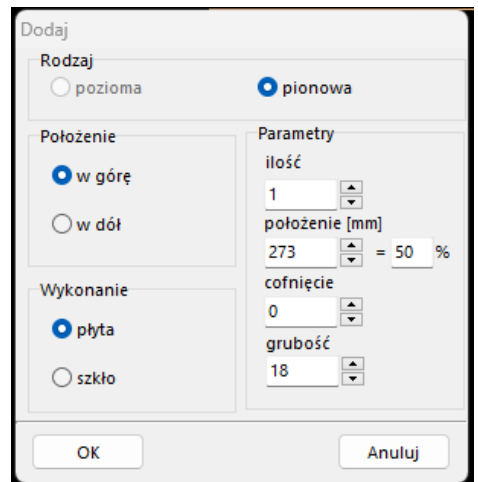 Dodaj
Rodzaj
pozioma pionowa
Położenie
w górę
w dół
Parametry
ilość
1
położenie [mm]
273 = 50 %
cofnięcie
0
grubość
18
Wykonanie
płyta
szkło
OK Anuluj